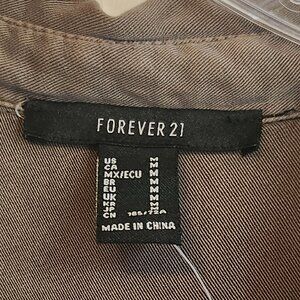 FOREVER 21
US M
CA M
MX/ECU M
BR M
EU M
UK M
KR M
JP M
CN 165/72A
MADE IN CHINA